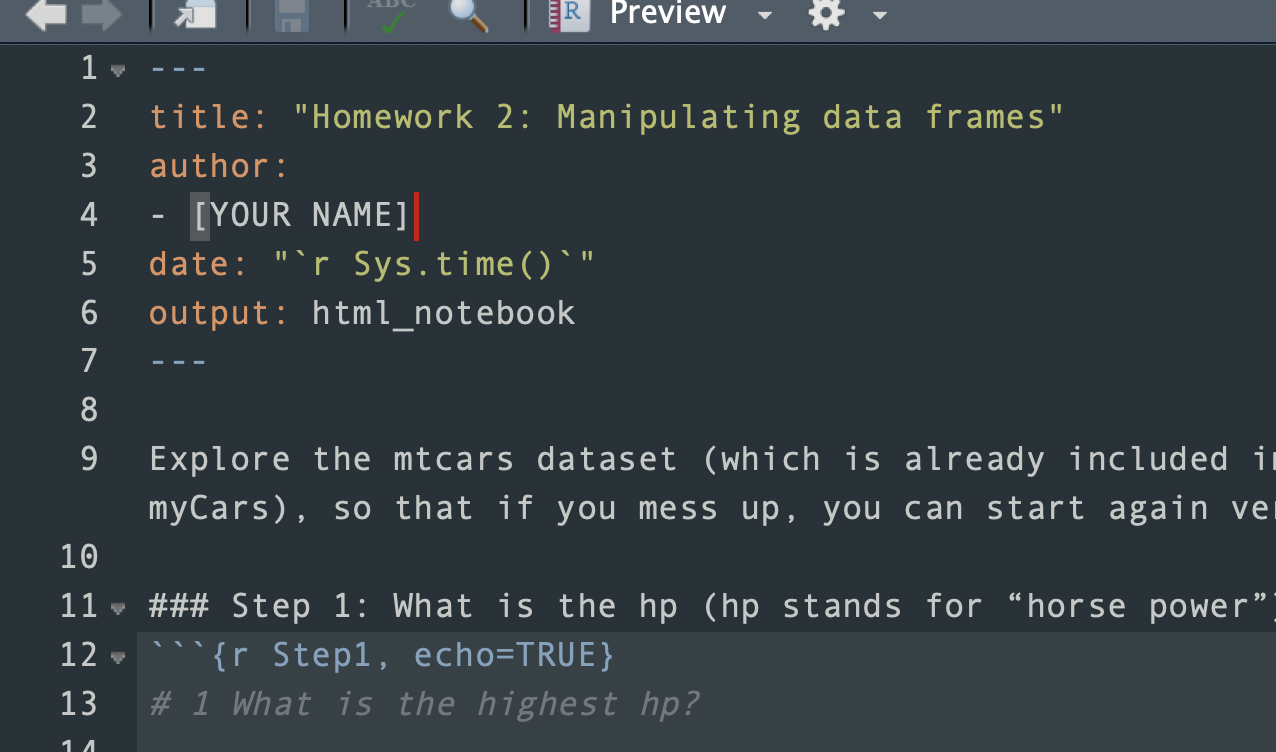 ABC
R Preview
1 ---
2 title: "Homework 2: Manipulating data frames"
3 author:
4 - [YOUR NAME]
5 date: "`r Sys.time()`"
6 output: html_notebook
7 ---
8
9 Explore the mtcars dataset (which is already included in
myCars), so that if you mess up, you can start again ve
10
11 ### Step 1: What is the hp (hp stands for “horse power”)
12 ```{r Step1, echo=TRUE}
13 # 1 What is the highest hp?
14